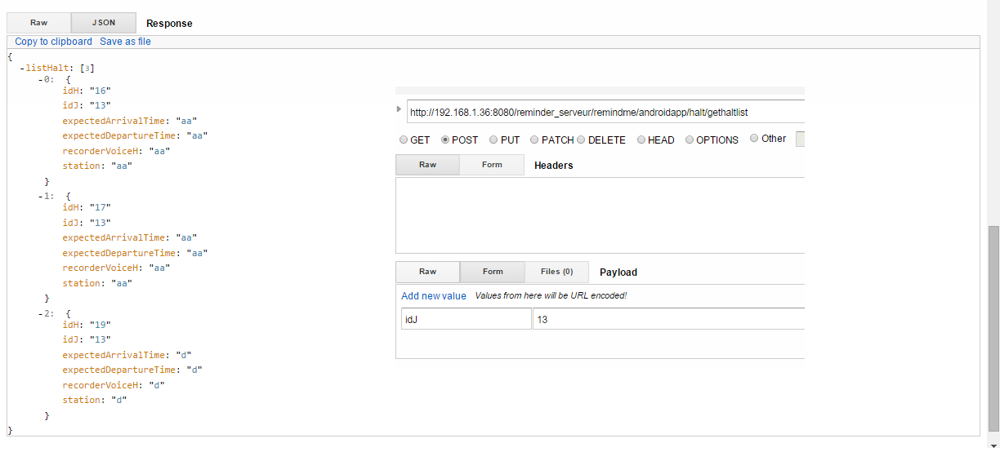 Raw JSON Response
Copy to clipboard Save as file
{
-listHalt: [3]
-0: {
idH: "16"
idJ: "13"
expectedArrivalTime: "aa"
expectedDepartureTime: "aa"
recorderVoiceH: "aa"
station: "aa"
}
-1: {
idH: "17"
idJ: "13"
expectedArrivalTime: "aa"
expectedDepartureTime: "aa"
recorderVoiceH: "aa"
station: "aa"
}
-2: {
idH: "19"
idJ: "13"
expectedArrivalTime: "d"
expectedDepartureTime: "d"
recorderVoiceH: "d"
station: "d"
}
}
http://192.168.1.36:8080/reminder_serveur/remindme/androidapp/halt/gethaltlist
GET POST PUT PATCH DELETE HEAD OPTIONS Other
Raw Form Headers
Raw Form Files (0) Payload
Add new value Values from here will be URL encoded!
idJ 13